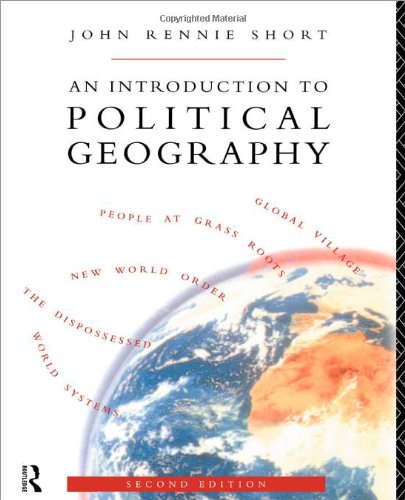 Copyrighted Material
JOHN RENNIE SHORT
AN INTRODUCTION TO
POLITICAL
GEOGRAPHY
GLOBAL VILLAGE
PEOPLE AT GRASS ROOTS
NEW WORLD ORDER
THE DISPOSSESSED
WORLD SYSTEMS
SECOND EDITION
ROUTLEDGE